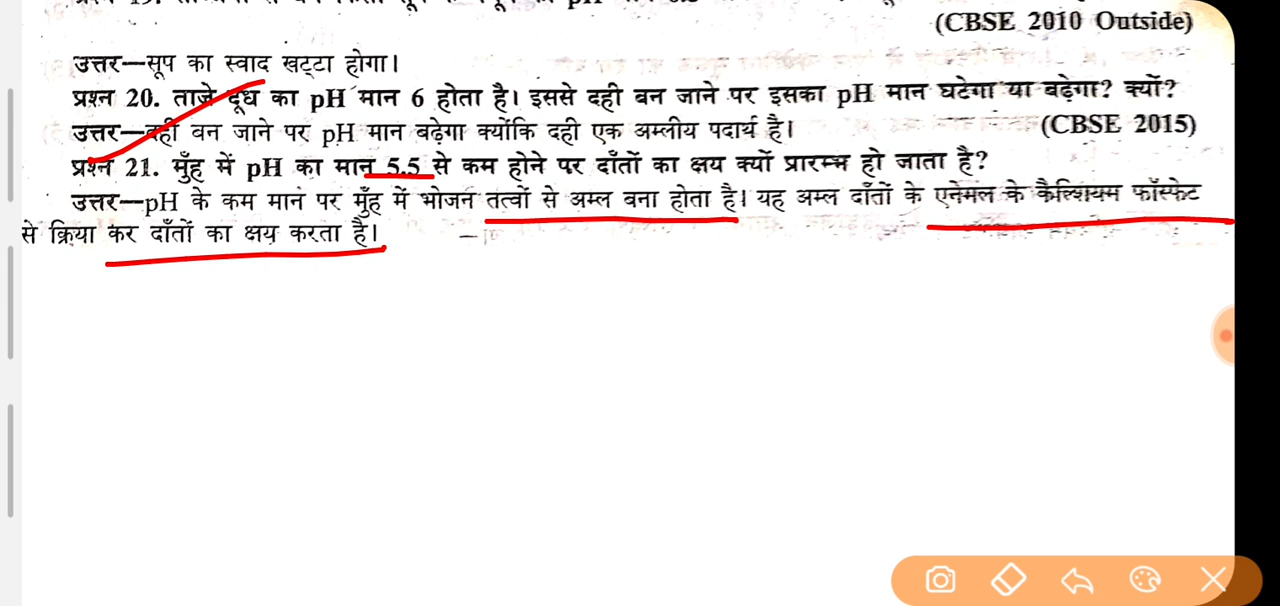 (CBSE 2010 Outside)
उत्तर—सूप का स्वाद खट्टा होगा।
प्रश्न 20. ताजे दूध का pH मान 6 होता है। इससे दही बन जाने पर इसका pH मान घटेगा या बढ़ेगा? क्यों?
उत्तर—दही बन जाने पर pH मान बढ़ेगा क्योंकि दही एक अम्लीय पदार्थ है। (CBSE 2015)
प्रश्न 21. मुँह में pH का मान 5.5 से कम होने पर दाँतों का क्षय क्यों प्रारम्भ हो जाता है?
उत्तर—pH के कम मान पर मुँह में भोजन तत्वों से अम्ल बना होता है। यह अम्ल दाँतों के एनेमल के कैल्शियम फॉस्फेट
से क्रिया कर दाँतों का क्षय करता है।